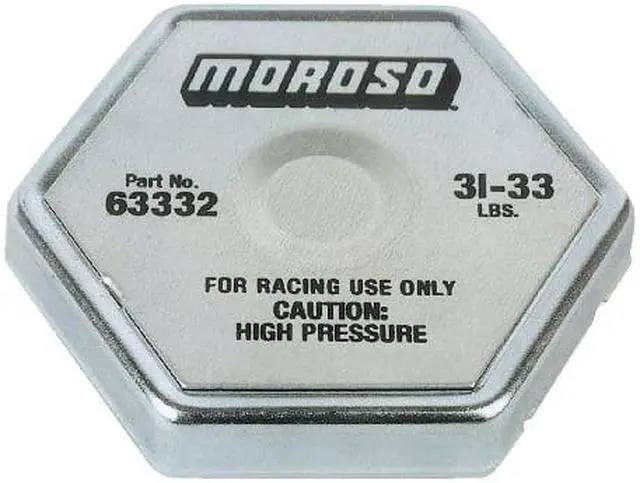 MOROSO
Part No.
63332
31-33
LBS.
FOR RACING USE ONLY
CAUTION:
HIGH PRESSURE